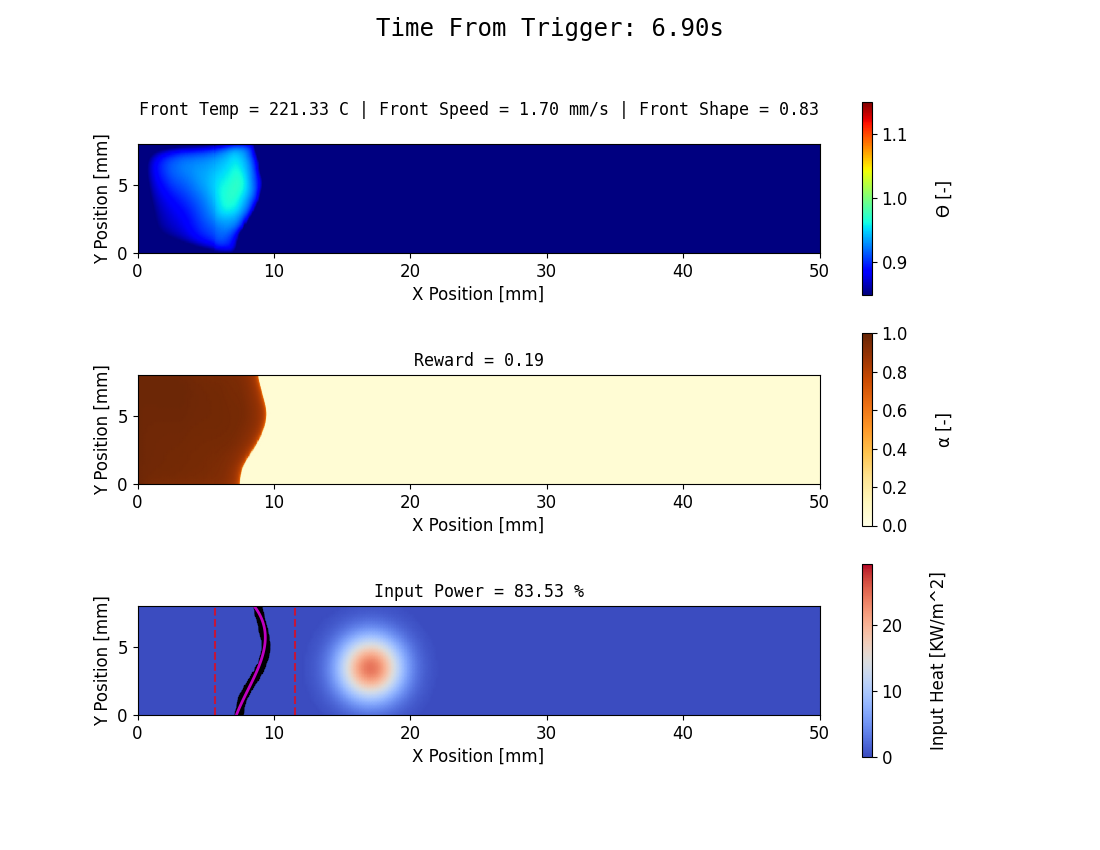 Time From Trigger: 6.90s
Front Temp = 221.33 C | Front Speed = 1.70 mm/s | Front Shape = 0.83
Y Position [mm]
5
0
0 10 20 30 40 50
X Position [mm]
1.1
1.0
0.9
Θ [-]
Reward = 0.19
Y Position [mm]
5
0
0 10 20 30 40 50
X Position [mm]
1.0
0.8
0.6
0.4
0.2
0.0
α [-]
Input Power = 83.53 %
Y Position [mm]
5
0
0 10 20 30 40 50
X Position [mm]
20
10
0
Input Heat [KW/m^2]